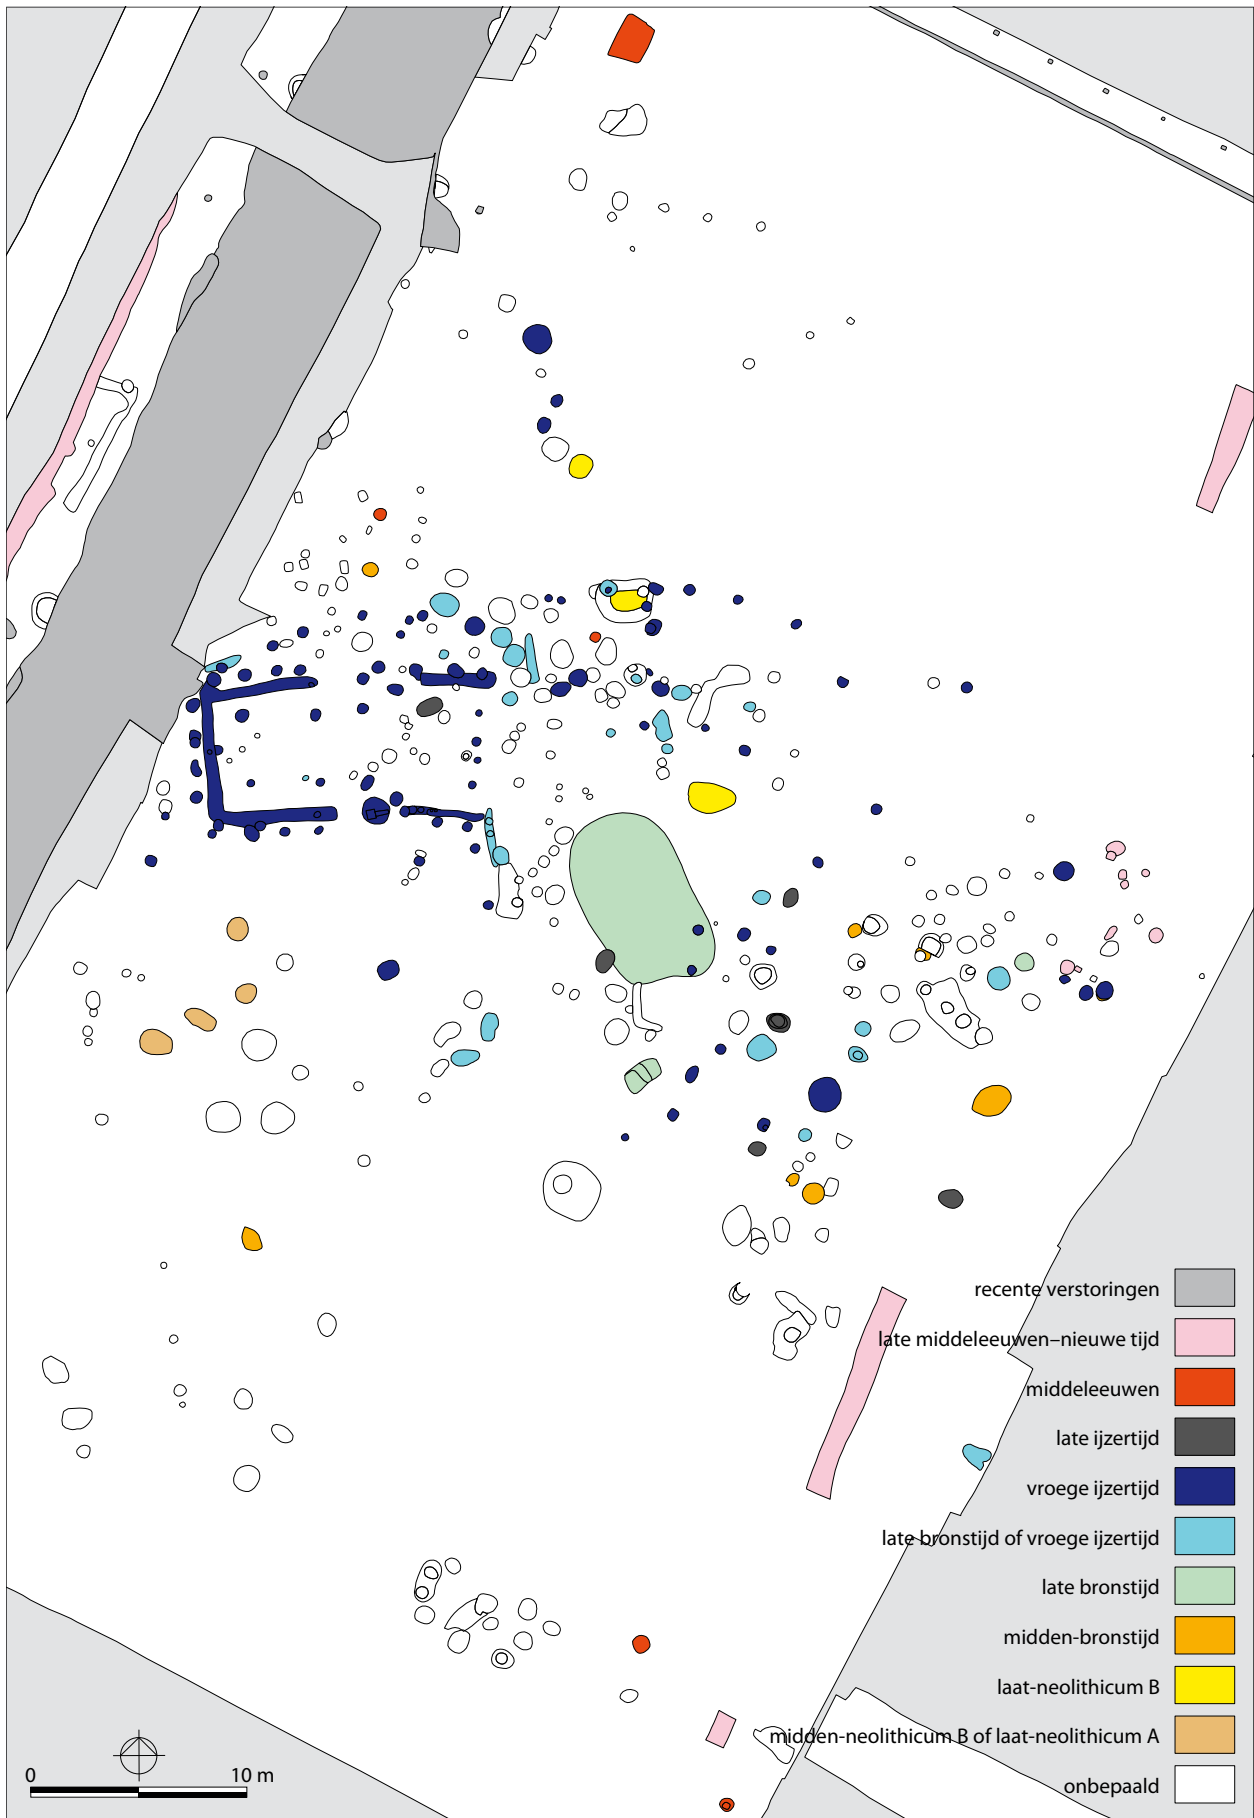 recente verstoringen
late middeleeuwen–nieuwe tijd
middeleeuwen
late ijzertijd
vroege ijzertijd
late bronstijd of vroege ijzertijd
late bronstijd
midden-bronstijd
laat-neolithicum B
midden-neolithicum B of laat-neolithicum A
onbepaald
0 10 m